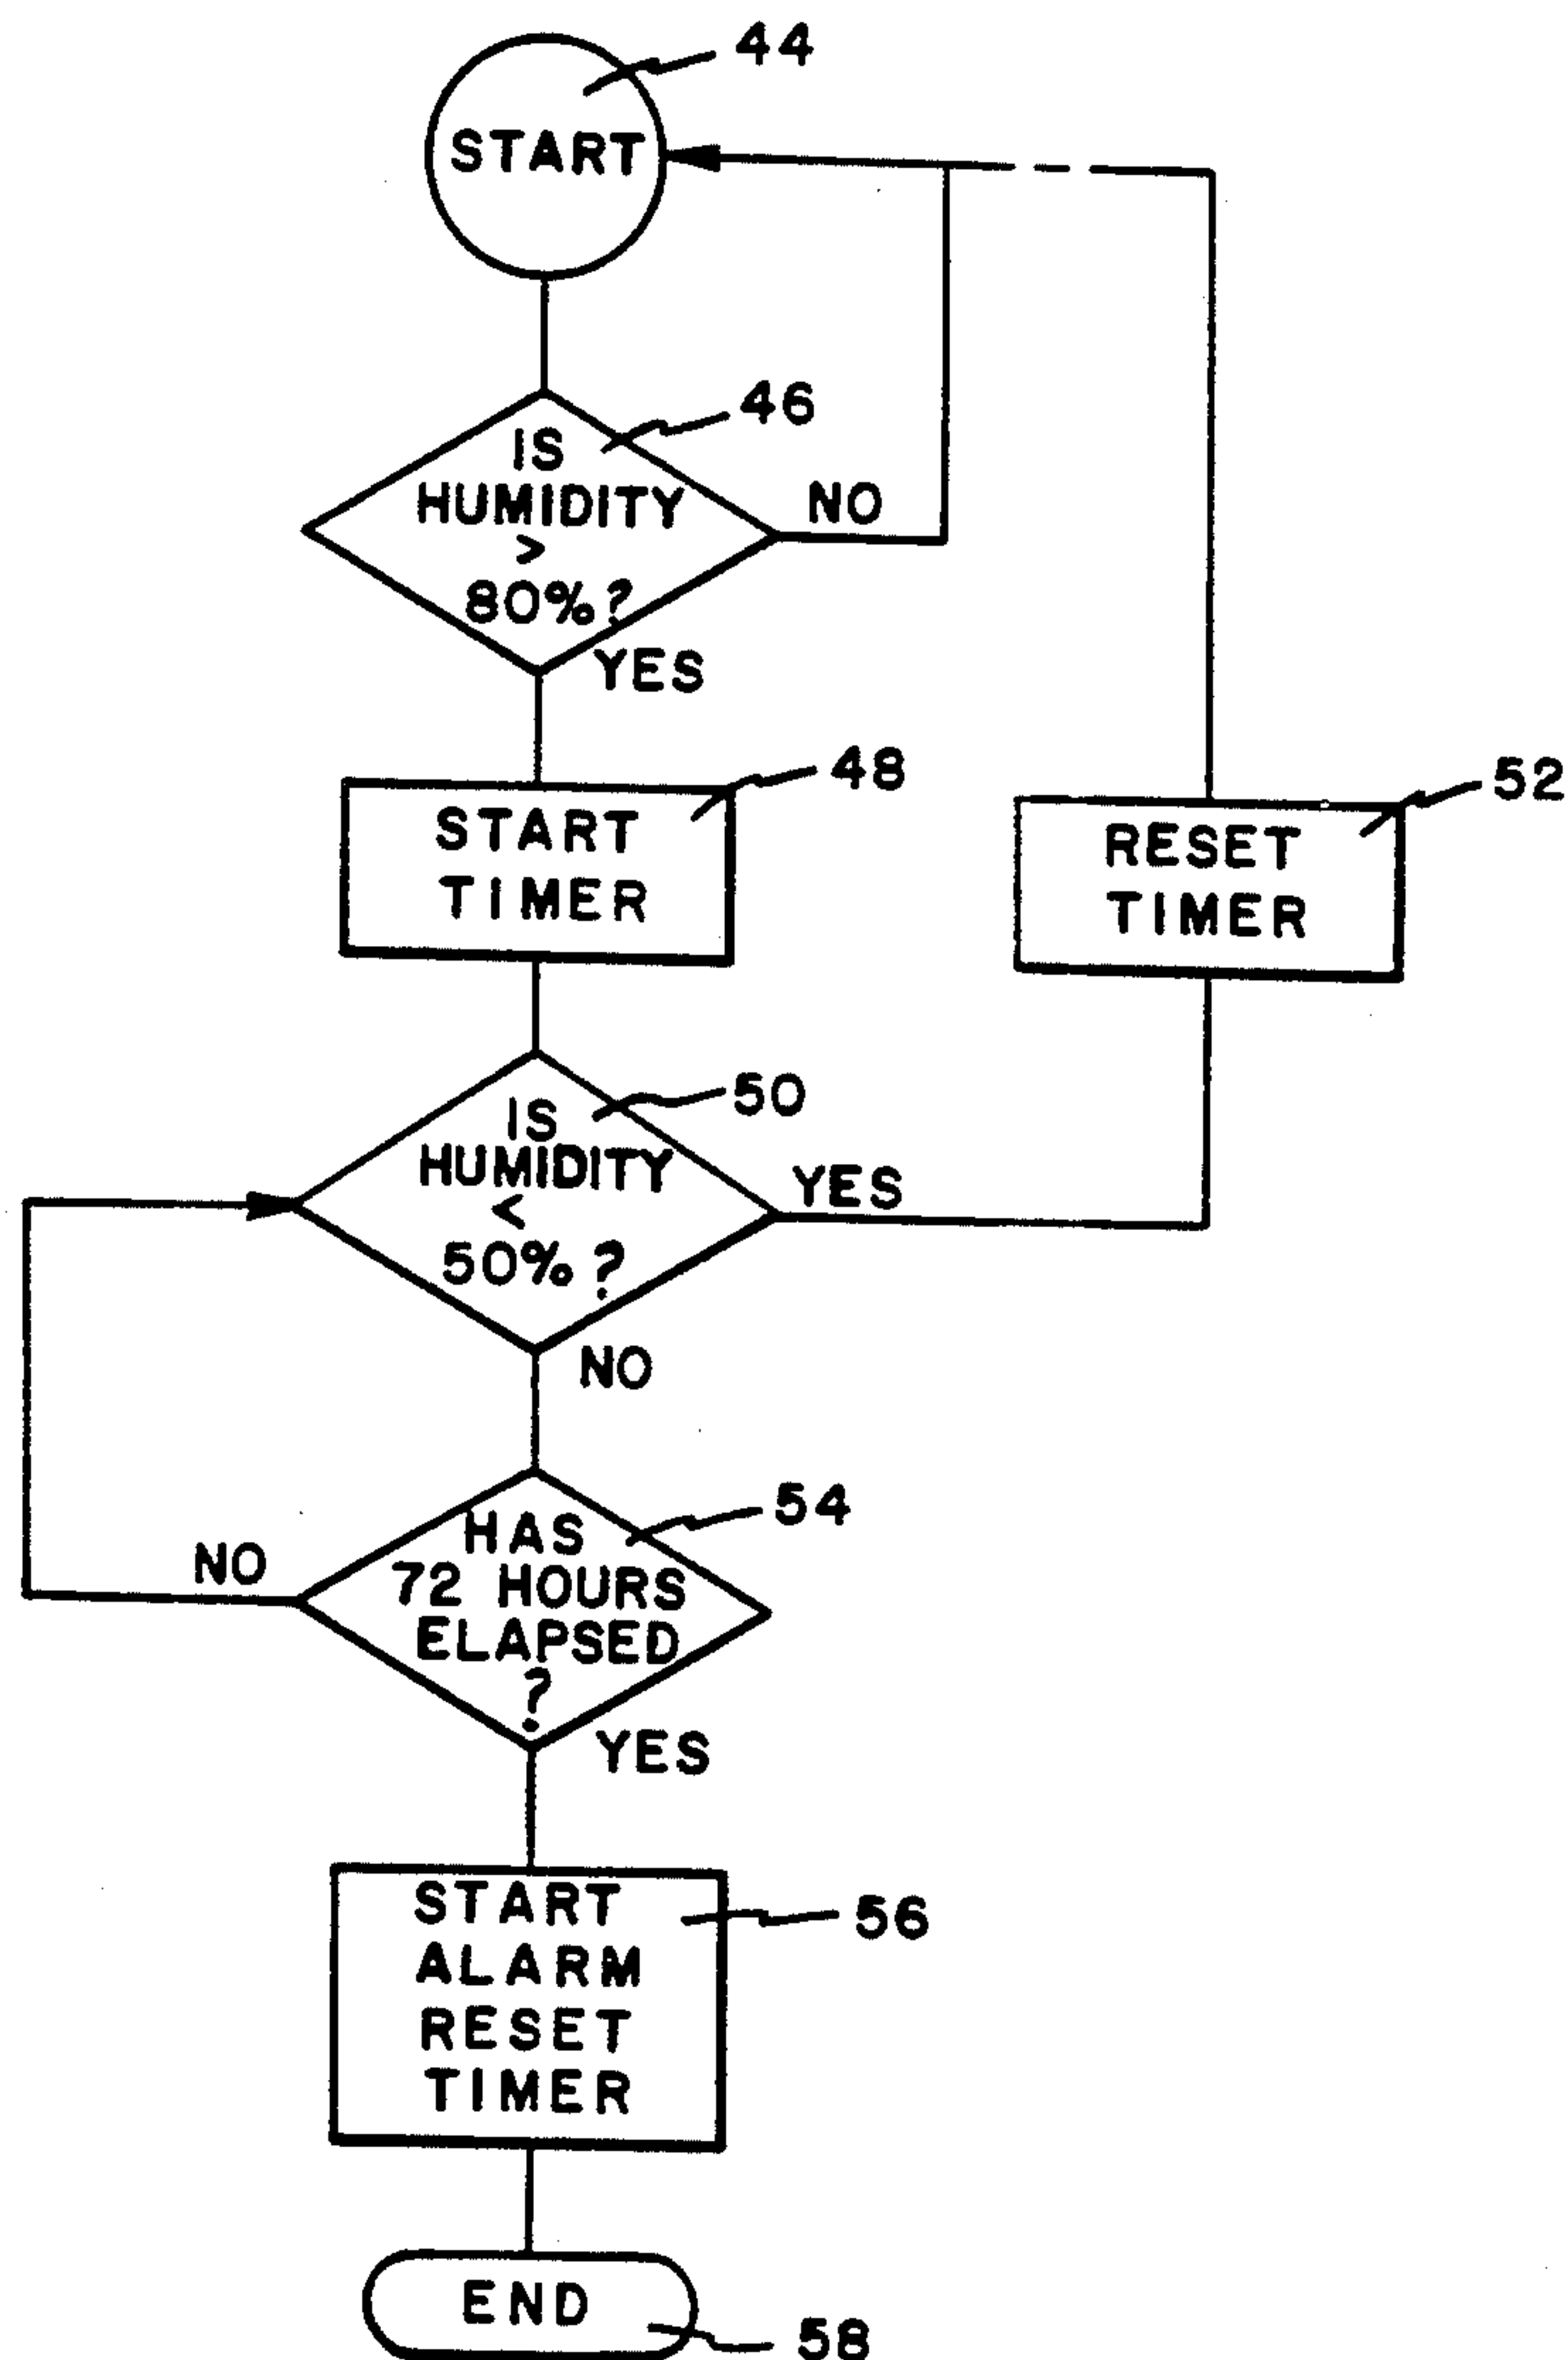 44
START
46
IS
HUMIDITY
>
80%?
NO
YES
48
START
TIMER
52
RESET
TIMER
50
IS
HUMIDITY
<
50%?
YES
NO
54
HAS
72 HOURS
ELAPSED
?
NO
YES
START
ALARM
RESET
TIMER
56
END
58